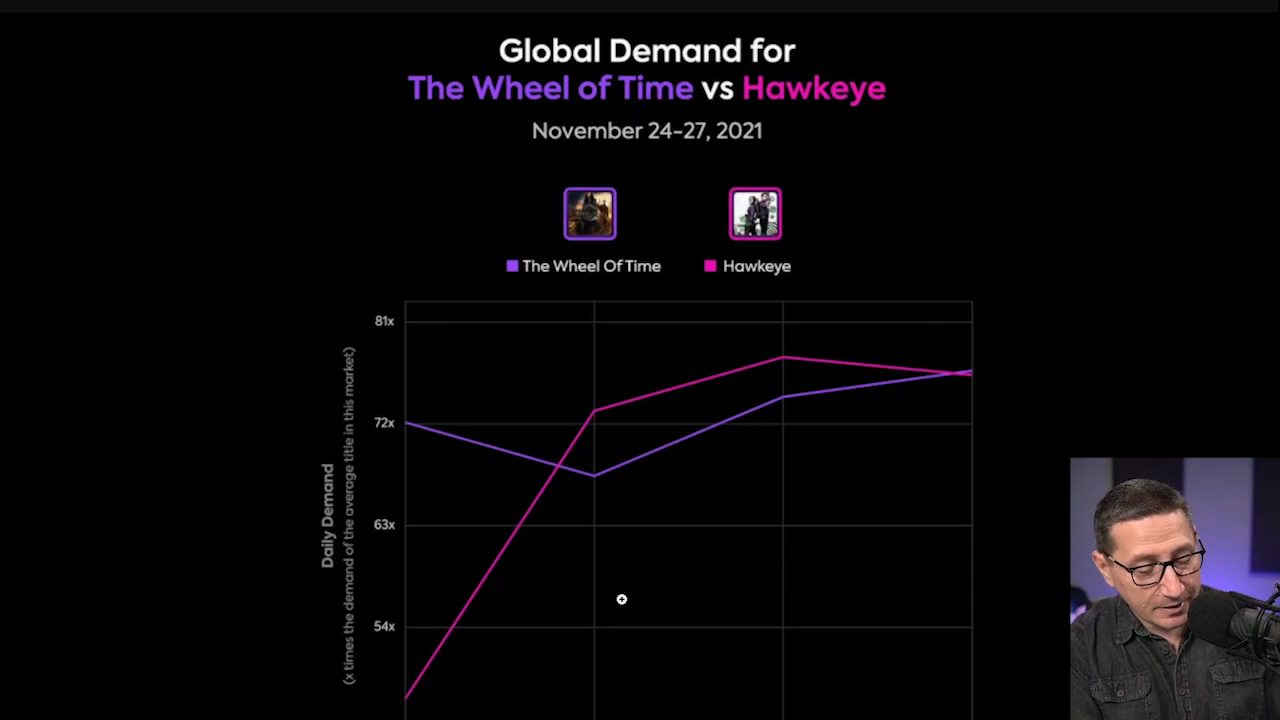 Global Demand for
The Wheel of Time vs Hawkeye
November 24-27, 2021
The Wheel Of Time
Hawkeye
81x
72x
63x
54x
Daily Demand
(x times the demand of the average title in this market)